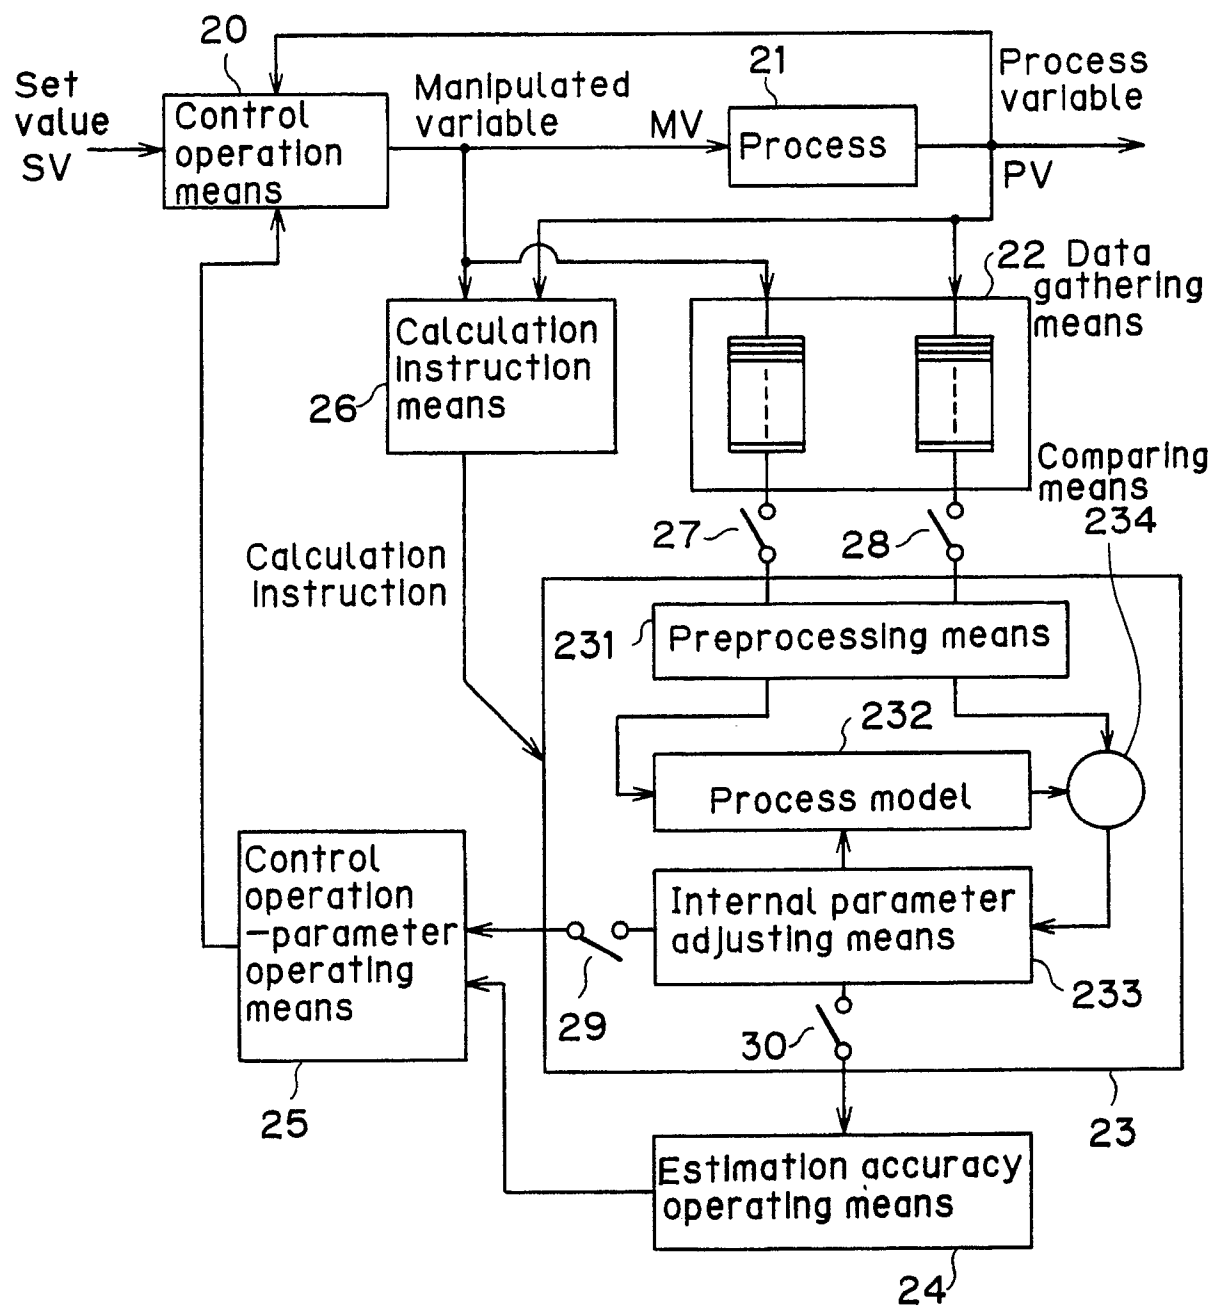 20
Set
value
SV
Control
operation
means
Manipulated
variable
MV
21
Process
Process
variable
PV
22 Data
gathering
means
Calculation
instruction
means
26
Comparing
means
234
27
28
Calculation
instruction
231
Preprocessing means
232
Process model
Control
operation
-parameter
operating
means
Internal parameter
adjusting means
233
29
30
25
23
Estimation accuracy
operating means
24